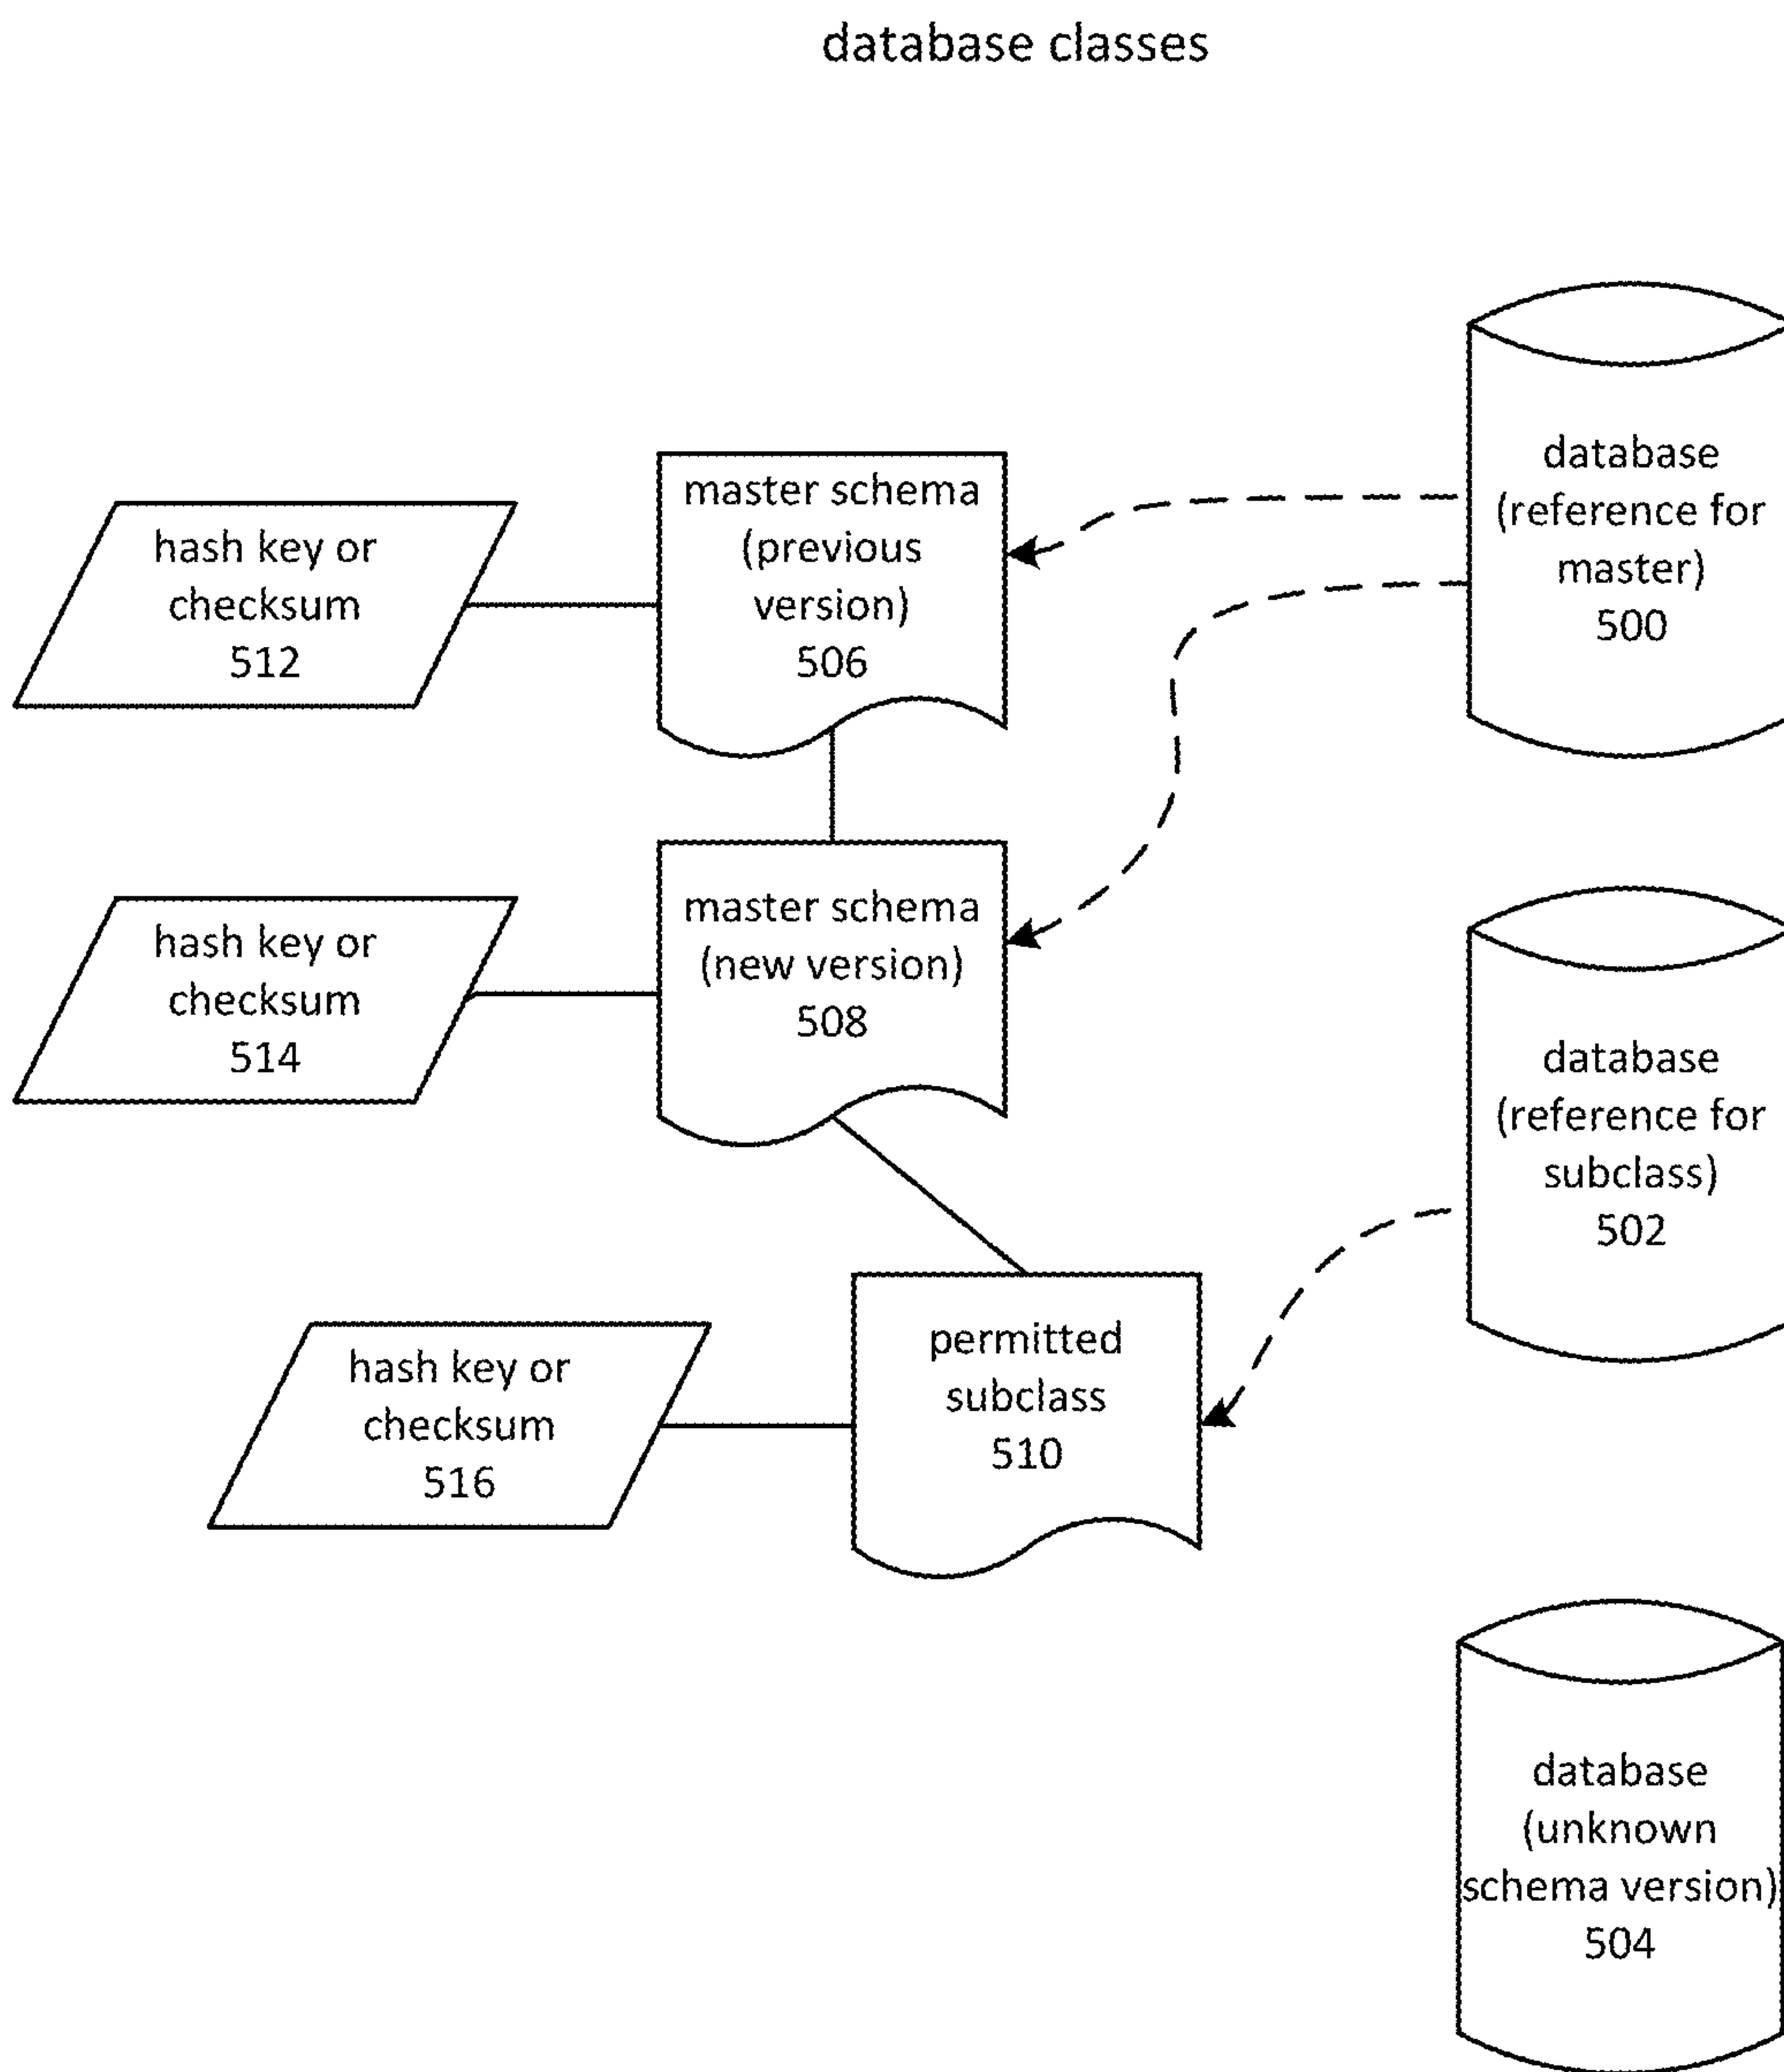 database classes
database
(reference for
master)
500
master schema
(previous
version)
506
hash key or
checksum
512
master schema
(new version)
508
hash key or
checksum
514
database
(reference for
subclass)
502
permitted
subclass
510
hash key or
checksum
516
database
(unknown
schema version)
504